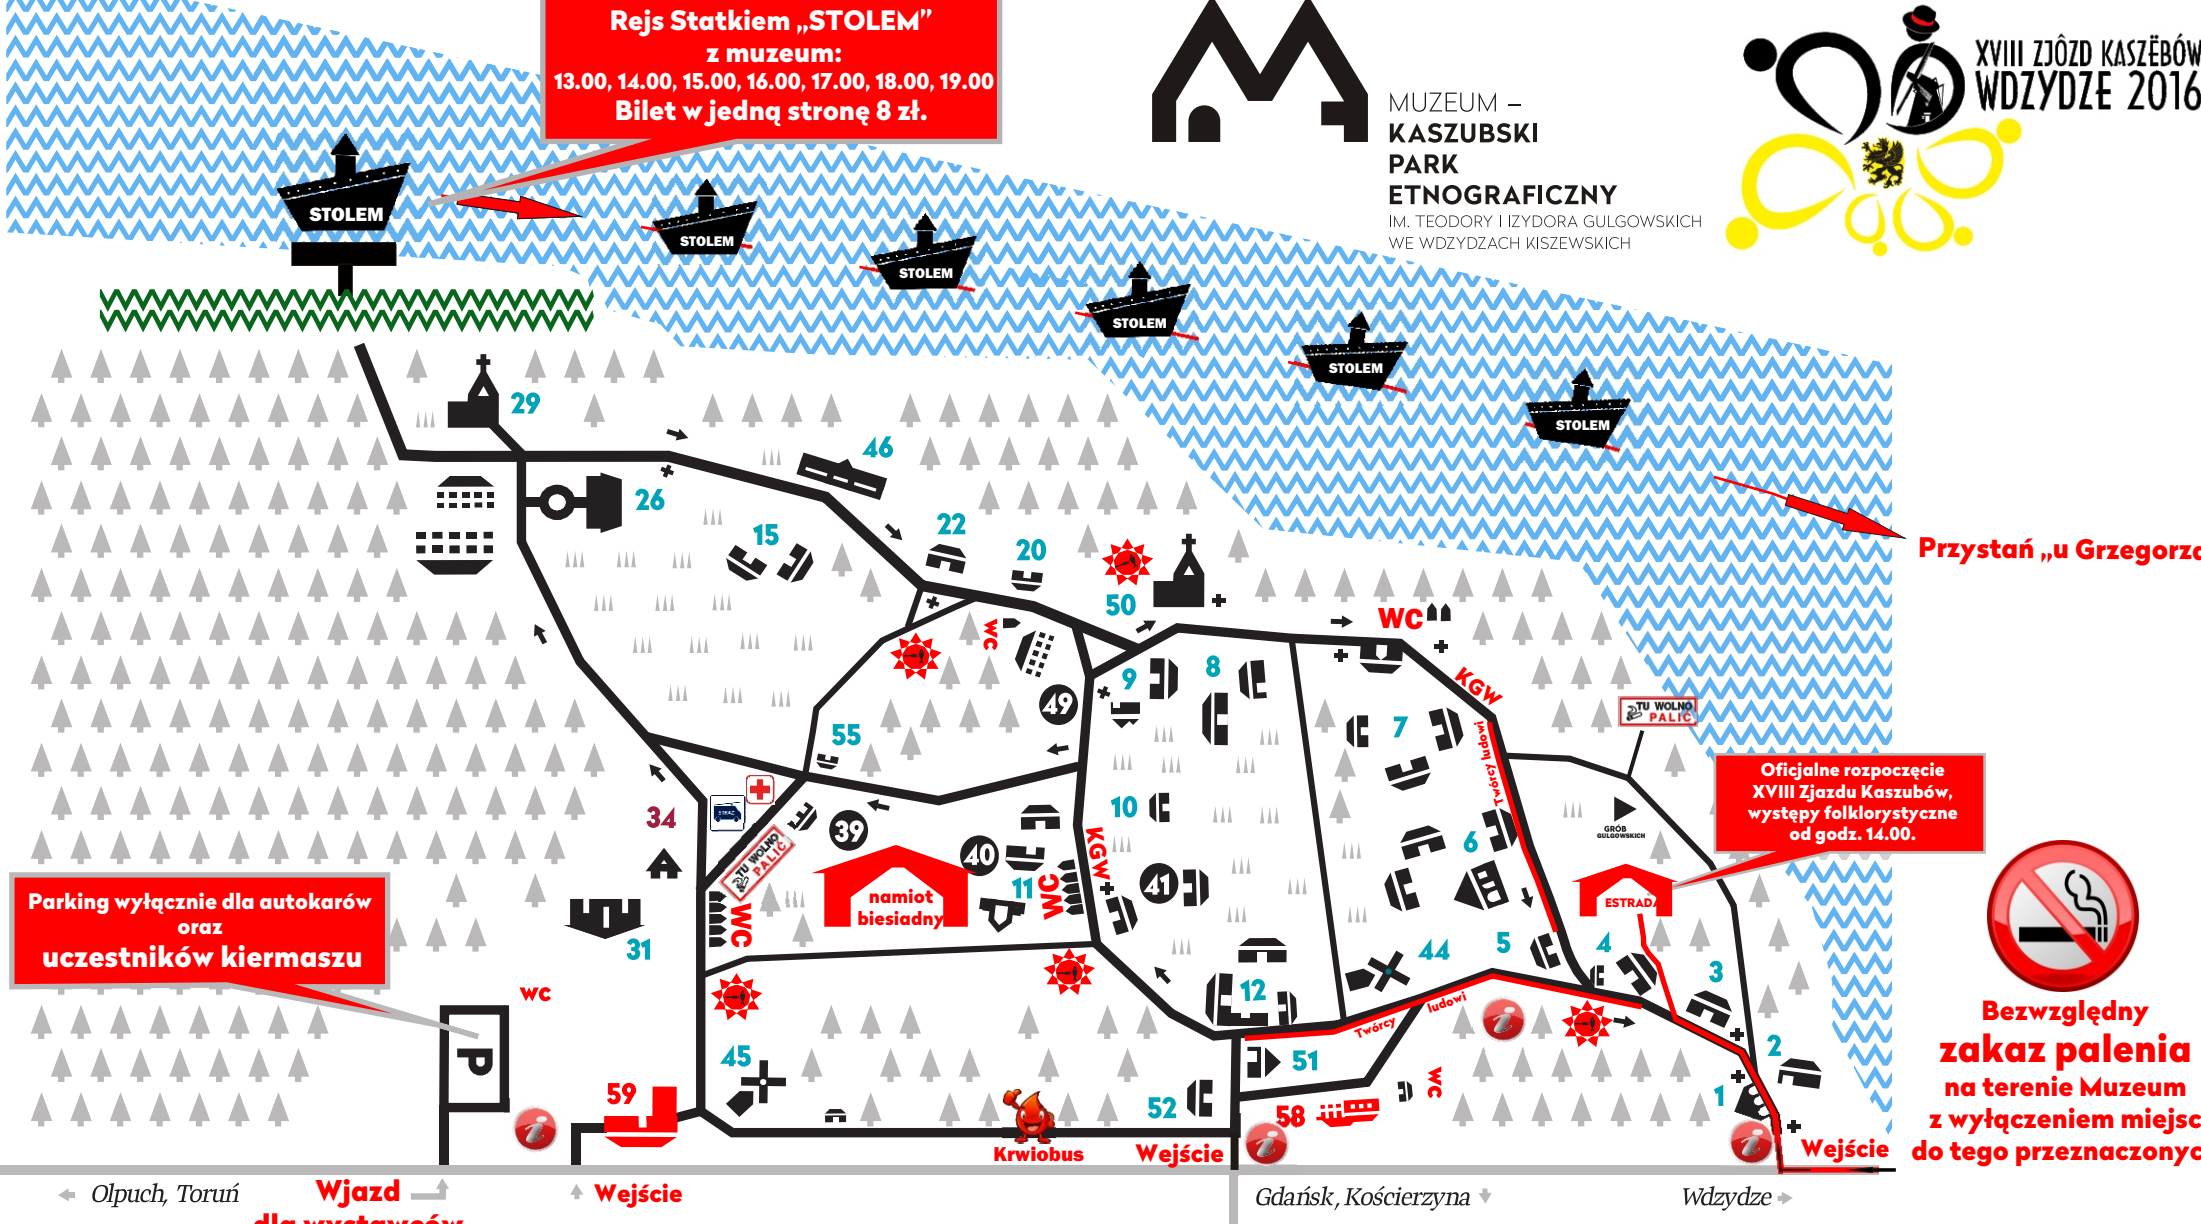 Rejs Statkiem „STOLEM”
z muzeum:
13.00, 14.00, 15.00, 16.00, 17.00, 18.00, 19.00
Bilet w jedną stronę 8 zł.
MUZEUM –
KASZUBSKI
PARK
ETNOGRAFICZNY
IM. TEODORY I IZYDORA GULGOWSKICH
WE WDZYDZACH KISZEWSKICH
XVIII ZJÔZD KASZËBÓW
WDZYDZE 2016
STOLEM
STOLEM
STOLEM
STOLEM
STOLEM
STOLEM
Przystań „u Grzegorza
29
46
26
15
22
20
50
WC
WC
9
8
KGW
49
7
Twórcy ludowi
TU WOLNO
PALIĆ
55
Oficjalne rozpoczęcie
XVIII Zjazdu Kaszubów,
występy folklorystyczne
od godz. 14.00.
34
STRAŻ
39
10
GRÓB
GULGOWSKICH
6
TU WOLNO
PALIĆ
40
KGW
41
11
WC
namiot
biesiadny
ESTRADA
Parking wyłącznie dla autokarów
oraz
uczestników kiermaszu
WC
31
44
5
4
3
12
wc
P
Twórcy
ludowi
Bezwzględny
zakaz palenia
na terenie Muzeum
z wyłączeniem miejsc
do tego przeznaczonyc
45
51
2
59
52
58
WC
1
Krwiobus
Wejście
Wejście
Olpuch, Toruń
Wjazd
dla wystawców
Wejście
Gdańsk, Kościerzyna
Wdzydze